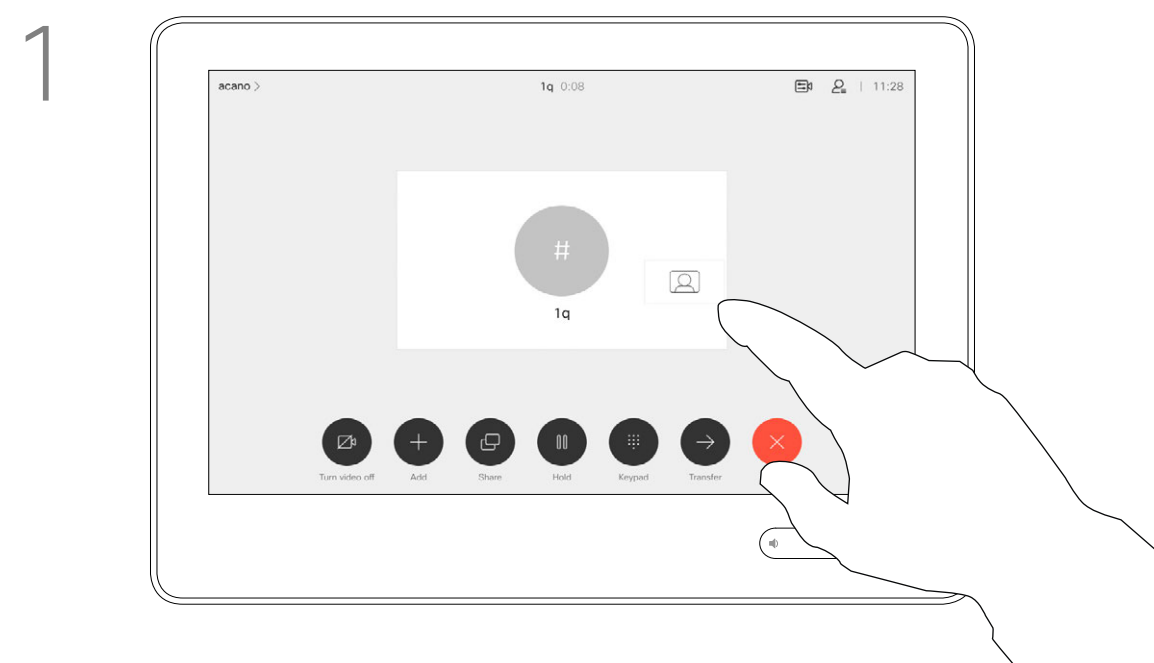 1
acano >
1q 0:08
11:28
#
1q
Turn video off
Add
Share
Hold
Keypad
Transfer